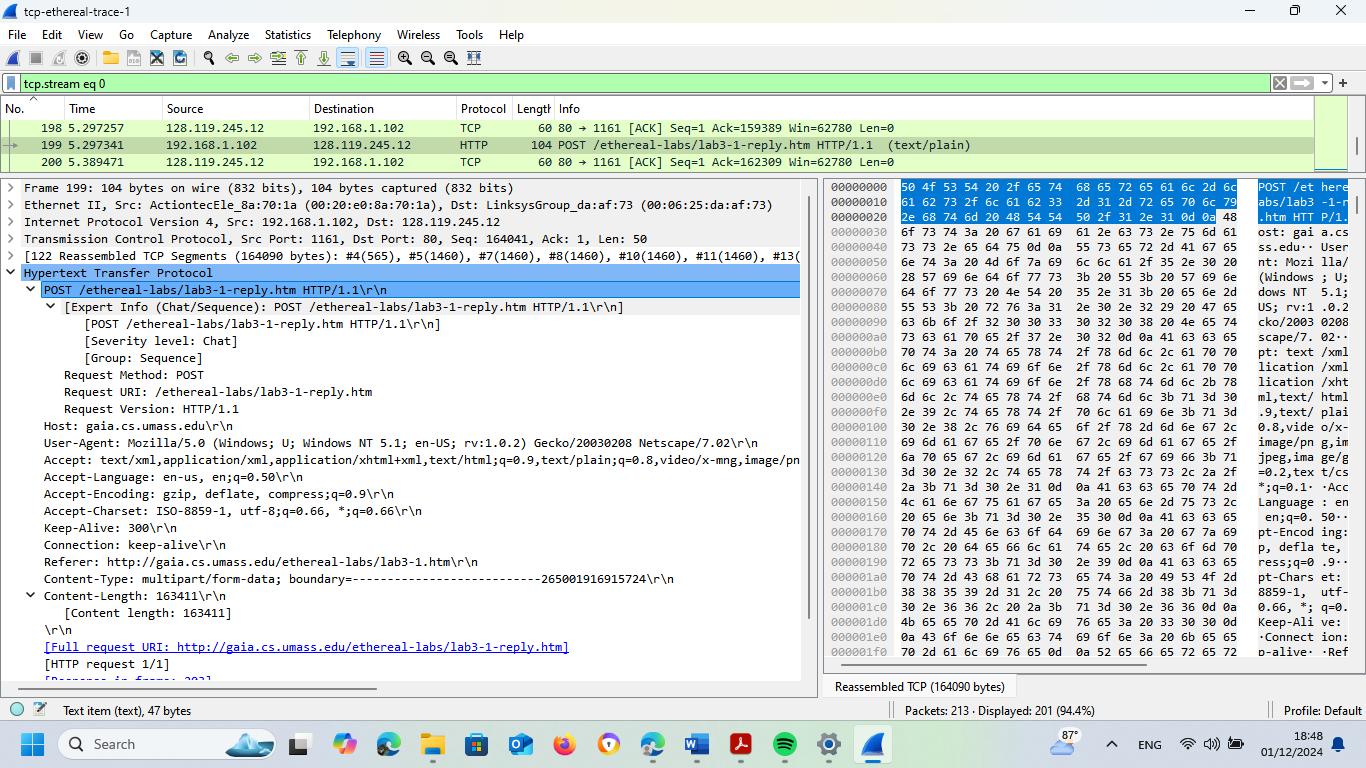 tcp-ethereal-trace-1
File Edit View Go Capture Analyze Statistics Telephony Wireless Tools Help
tcp.stream eq 0
No. Time Source Destination Protocol Length Info
198 5.297257 128.119.245.12 192.168.1.102 TCP 60 80 → 1161 [ACK] Seq=1 Ack=159389 Win=62780 Len=0
199 5.297341 192.168.1.102 128.119.245.12 HTTP 104 POST /ethereal-labs/lab3-1-reply.htm HTTP/1.1 (text/plain)
200 5.389471 128.119.245.12 192.168.1.102 TCP 60 80 → 1161 [ACK] Seq=1 Ack=162309 Win=62780 Len=0
Frame 199: 104 bytes on wire (832 bits), 104 bytes captured (832 bits)
Ethernet II, Src: ActiontecEle_8a:70:1a (00:20:e0:8a:70:1a), Dst: LinksysGroup_da:af:73 (00:06:25:da:af:73)
Internet Protocol Version 4, Src: 192.168.1.102, Dst: 128.119.245.12
Transmission Control Protocol, Src Port: 1161, Dst Port: 80, Seq: 164041, Ack: 1, Len: 50
[122 Reassembled TCP Segments (164090 bytes): #4(565), #5(1460), #7(1460), #8(1460), #10(1460), #11(1460), #13(
Hypertext Transfer Protocol
POST /ethereal-labs/lab3-1-reply.htm HTTP/1.1\r\n
[Expert Info (Chat/Sequence): POST /ethereal-labs/lab3-1-reply.htm HTTP/1.1\r\n]
[POST /ethereal-labs/lab3-1-reply.htm HTTP/1.1\r\n]
[Severity level: Chat]
[Group: Sequence]
Request Method: POST
Request URI: /ethereal-labs/lab3-1-reply.htm
Request Version: HTTP/1.1
Host: gaia.cs.umass.edu\r\n
User-Agent: Mozilla/5.0 (Windows; U; Windows NT 5.1; en-US; rv:1.0.2) Gecko/20030208 Netscape/7.02\r\n
Accept: text/xml,application/xml,application/xhtml+xml,text/html;q=0.9,text/plain;q=0.8,video/x-mng,image/pn
Accept-Language: en-us, en;q=0.50\r\n
Accept-Encoding: gzip, deflate, compress;q=0.9\r\n
Accept-Charset: ISO-8859-1, utf-8;q=0.66, *;q=0.66\r\n
Keep-Alive: 300\r\n
Connection: keep-alive\r\n
Referer: http://gaia.cs.umass.edu/ethereal-labs/lab3-1.htm\r\n
Content-Type: multipart/form-data; boundary=---------------------------265001916915724\r\n
Content-Length: 163411\r\n
[Content length: 163411]
\r\n
[Full request URI: http://gaia.cs.umass.edu/ethereal-labs/lab3-1-reply.htm]
[HTTP request 1/1]
[Response in frame: 203]
00000000 50 4f 53 54 20 2f 65 74 68 65 72 65 61 6c 2d 6c POST /et hereal-l
00000010 61 62 73 2f 6c 61 62 33 2d 31 2d 72 65 70 6c 79 abs/lab3 -1-r
00000020 2e 68 74 6d 20 48 54 54 50 2f 31 2e 31 0d 0a 48 .htm HTT P/1.
00000030 6f 73 74 3a 20 67 61 69 61 2e 63 73 2e 75 6d 61 ost: gai a.cs
00000040 73 73 2e 65 64 75 0d 0a 55 73 65 72 2d 41 67 65 ss.edu·· User
00000050 6e 74 3a 20 4d 6f 7a 69 6c 6c 61 2f 35 2e 30 20 nt: Mozi lla/
00000060 28 57 69 6e 64 6f 77 73 3b 20 55 3b 20 57 69 6e (Windows ; U;
00000070 64 6f 77 73 20 4e 54 20 35 2e 31 3b 20 65 6e 2d dows NT 5.1;
00000080 55 53 3b 20 72 76 3a 31 2e 30 2e 32 29 20 47 65 US; rv:1 .0.2
00000090 63 6b 6f 2f 32 30 30 33 30 32 30 38 20 4e 65 74 cko/2003 0208
000000a0 73 63 61 70 65 2f 37 2e 30 32 0d 0a 41 63 63 65 scape/7. 02··
000000b0 70 74 3a 20 74 65 78 74 2f 78 6d 6c 2c 61 70 70 pt: text /xml
000000c0 6c 69 63 61 74 69 6f 6e 2f 78 6d 6c 2c 61 70 70 lication /xml
000000d0 6c 69 63 61 74 69 6f 6e 2f 78 68 74 6d 6c 2b 78 lication /xht
000000e0 6d 6c 2c 74 65 78 74 2f 68 74 6d 6c 3b 71 3d 30 ml,text/ html
000000f0 2e 39 2c 74 65 78 74 2f 70 6c 61 69 6e 3b 71 3d .9,text/ plai
00000100 30 2e 38 2c 76 69 64 65 6f 2f 78 2d 6d 6e 67 2c 0.8,vide o/x-
00000110 69 6d 61 67 65 2f 70 6e 67 2c 69 6d 61 67 65 2f image/pn g,im
00000120 6a 70 65 67 2c 69 6d 61 67 65 2f 67 69 66 3b 71 jpeg,ima ge/g
00000130 3d 30 2e 32 2c 74 65 78 74 2f 63 73 73 2c 2a 2f =0.2,tex t/cs
00000140 2a 3b 71 3d 30 2e 31 0d 0a 41 63 63 65 70 74 2d *;q=0.1· ·Acc
00000150 4c 61 6e 67 75 61 67 65 3a 20 65 6e 2d 75 73 2c Language : en
00000160 20 65 6e 3b 71 3d 30 2e 35 30 0d 0a 41 63 63 65 en;q=0. 50··
00000170 70 74 2d 45 6e 63 6f 64 69 6e 67 3a 20 67 7a 69 pt-Encod ing:
00000180 70 2c 20 64 65 66 6c 61 74 65 2c 20 63 6f 6d 70 p, defla te,
00000190 72 65 73 73 3b 71 3d 30 2e 39 0d 0a 41 63 63 65 ress;q=0 .9··
000001a0 70 74 2d 43 68 61 72 73 65 74 3a 20 49 53 4f 2d pt-Chars et:
000001b0 38 38 35 39 2d 31 2c 20 75 74 66 2d 38 3b 71 3d 8859-1, utf-
000001c0 30 2e 36 36 2c 20 2a 3b 71 3d 30 2e 36 36 0d 0a 0.66, *; q=0.
000001d0 4b 65 65 70 2d 41 6c 69 76 65 3a 20 33 30 30 0d Keep-Ali ve:
000001e0 0a 43 6f 6e 6e 65 63 74 69 6f 6e 3a 20 6b 65 65 ·Connect ion:
000001f0 70 2d 61 6c 69 76 65 0d 0a 52 65 66 65 72 65 72 p-alive· ·Ref
Reassembled TCP (164090 bytes)
Text item (text), 47 bytes
Packets: 213 · Displayed: 201 (94.4%)
Profile: Default
Search
87°
ENG
18:48
01/12/2024